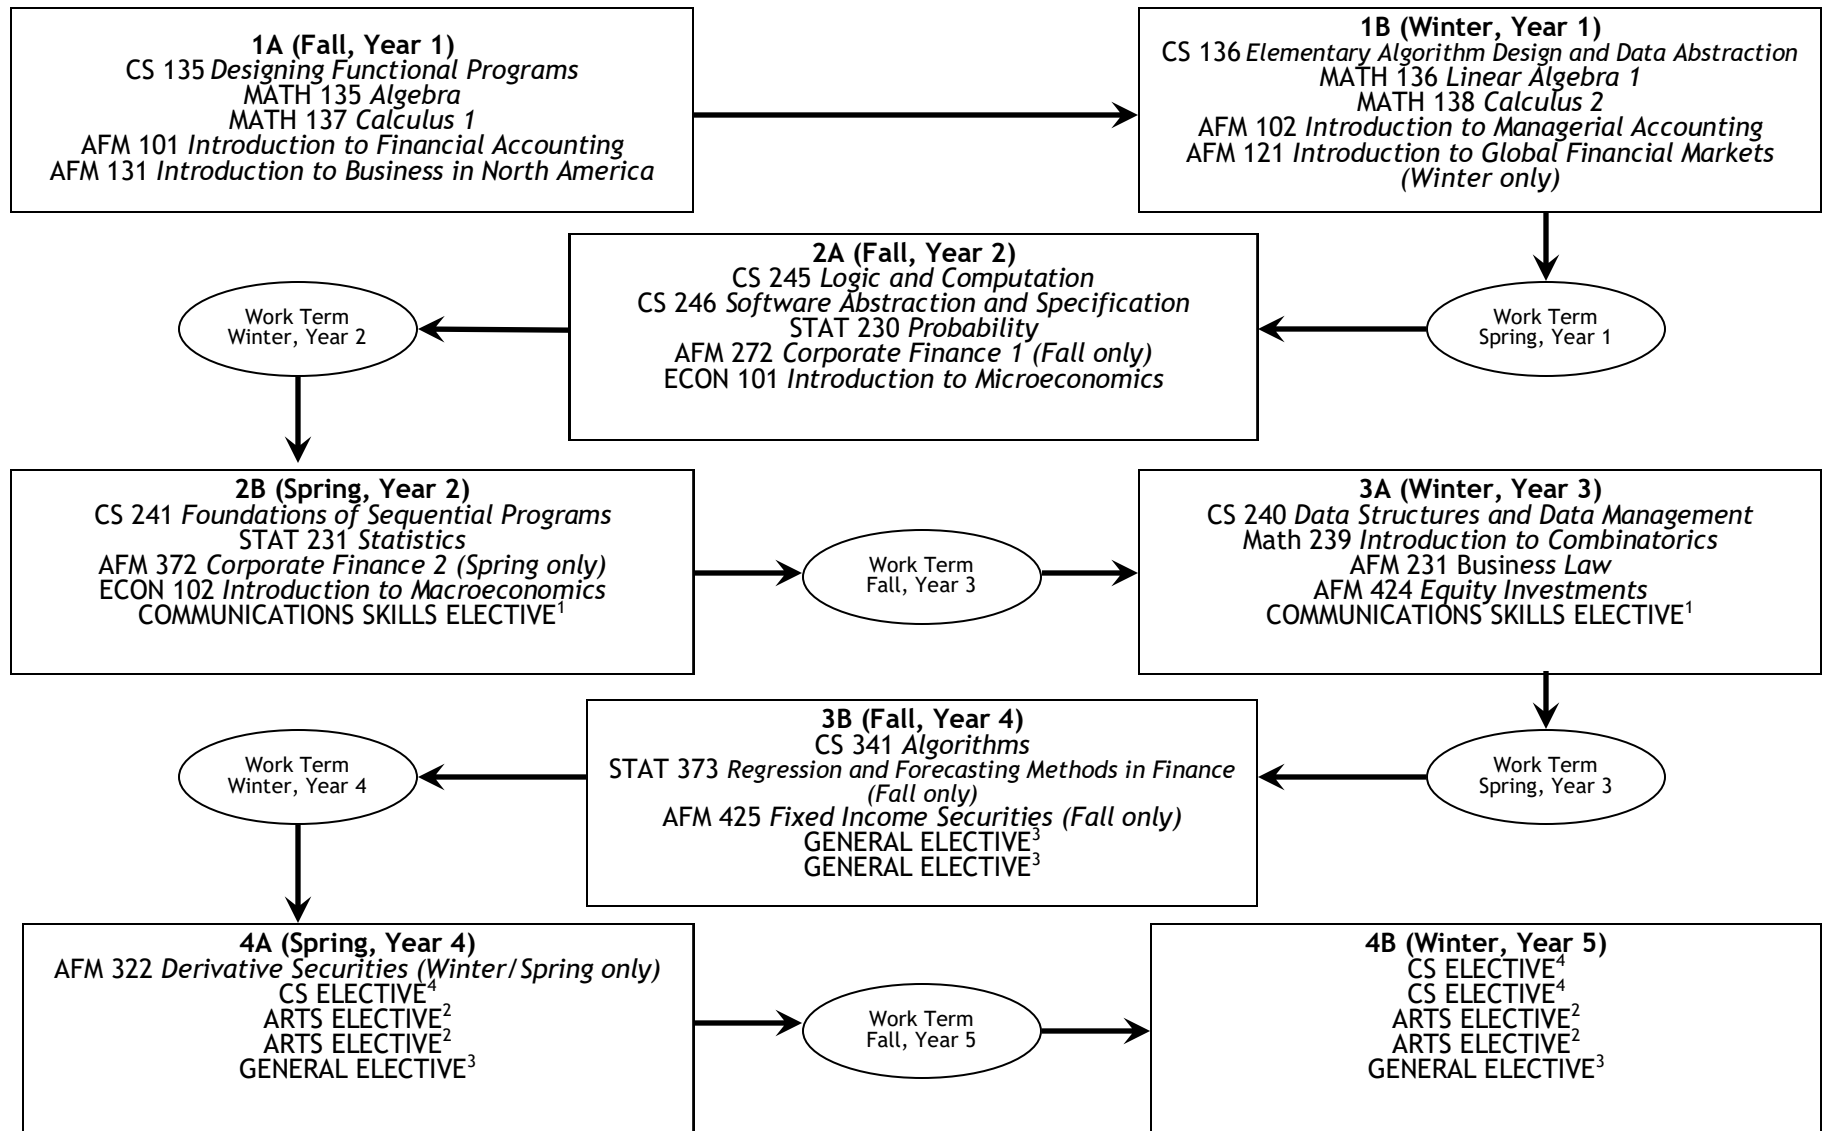 1A (Fall, Year 1)
CS 135 Designing Functional Programs
MATH 135 Algebra
MATH 137 Calculus 1
AFM 101 Introduction to Financial Accounting
AFM 131 Introduction to Business in North America
1B (Winter, Year 1)
CS 136 Elementary Algorithm Design and Data Abstraction
MATH 136 Linear Algebra 1
MATH 138 Calculus 2
AFM 102 Introduction to Managerial Accounting
AFM 121 Introduction to Global Financial Markets
(Winter only)
Work Term
Spring, Year 1
2A (Fall, Year 2)
CS 245 Logic and Computation
CS 246 Software Abstraction and Specification
STAT 230 Probability
AFM 272 Corporate Finance 1 (Fall only)
ECON 101 Introduction to Microeconomics
Work Term
Winter, Year 2
2B (Spring, Year 2)
CS 241 Foundations of Sequential Programs
STAT 231 Statistics
AFM 372 Corporate Finance 2 (Spring only)
ECON 102 Introduction to Macroeconomics
COMMUNICATIONS SKILLS ELECTIVE¹
Work Term
Fall, Year 3
3A (Winter, Year 3)
CS 240 Data Structures and Data Management
Math 239 Introduction to Combinatorics
AFM 231 Business Law
AFM 424 Equity Investments
COMMUNICATIONS SKILLS ELECTIVE¹
Work Term
Spring, Year 3
3B (Fall, Year 4)
CS 341 Algorithms
STAT 373 Regression and Forecasting Methods in Finance
(Fall only)
AFM 425 Fixed Income Securities (Fall only)
GENERAL ELECTIVE³
GENERAL ELECTIVE³
Work Term
Winter, Year 4
4A (Spring, Year 4)
AFM 322 Derivative Securities (Winter/Spring only)
CS ELECTIVE⁴
ARTS ELECTIVE²
ARTS ELECTIVE²
GENERAL ELECTIVE³
Work Term
Fall, Year 5
4B (Winter, Year 5)
CS ELECTIVE⁴
CS ELECTIVE⁴
ARTS ELECTIVE²
ARTS ELECTIVE²
GENERAL ELECTIVE³